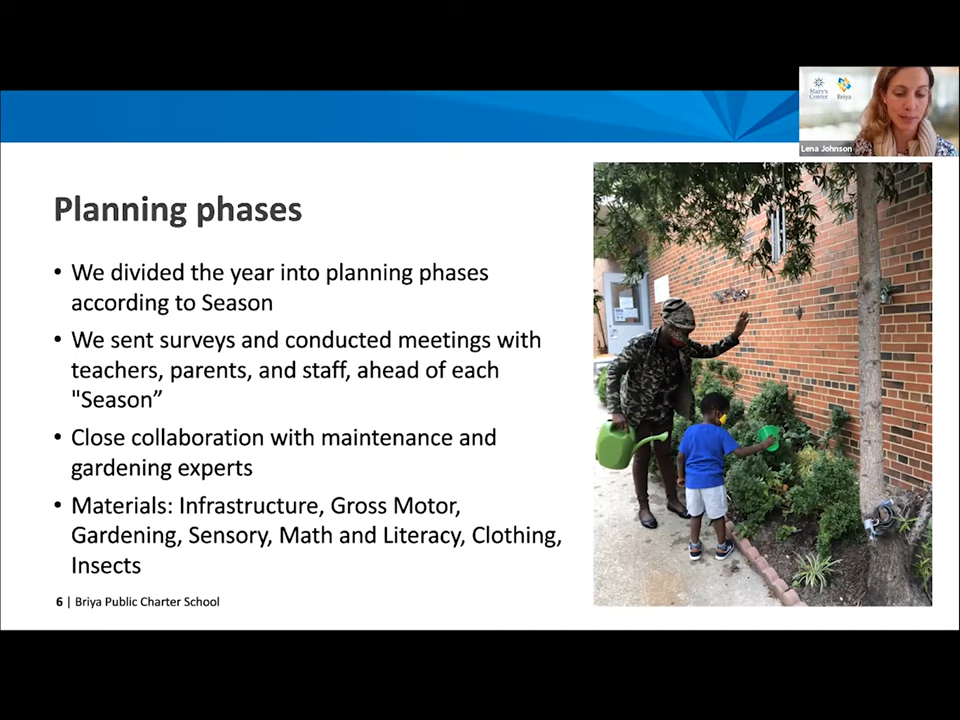 Mary's
Center
Briya
Lena Johnson
Planning phases
• We divided the year into planning phases
according to Season
• We sent surveys and conducted meetings with
teachers, parents, and staff, ahead of each
"Season”
• Close collaboration with maintenance and
gardening experts
• Materials: Infrastructure, Gross Motor,
Gardening, Sensory, Math and Literacy, Clothing,
Insects
6 | Briya Public Charter School